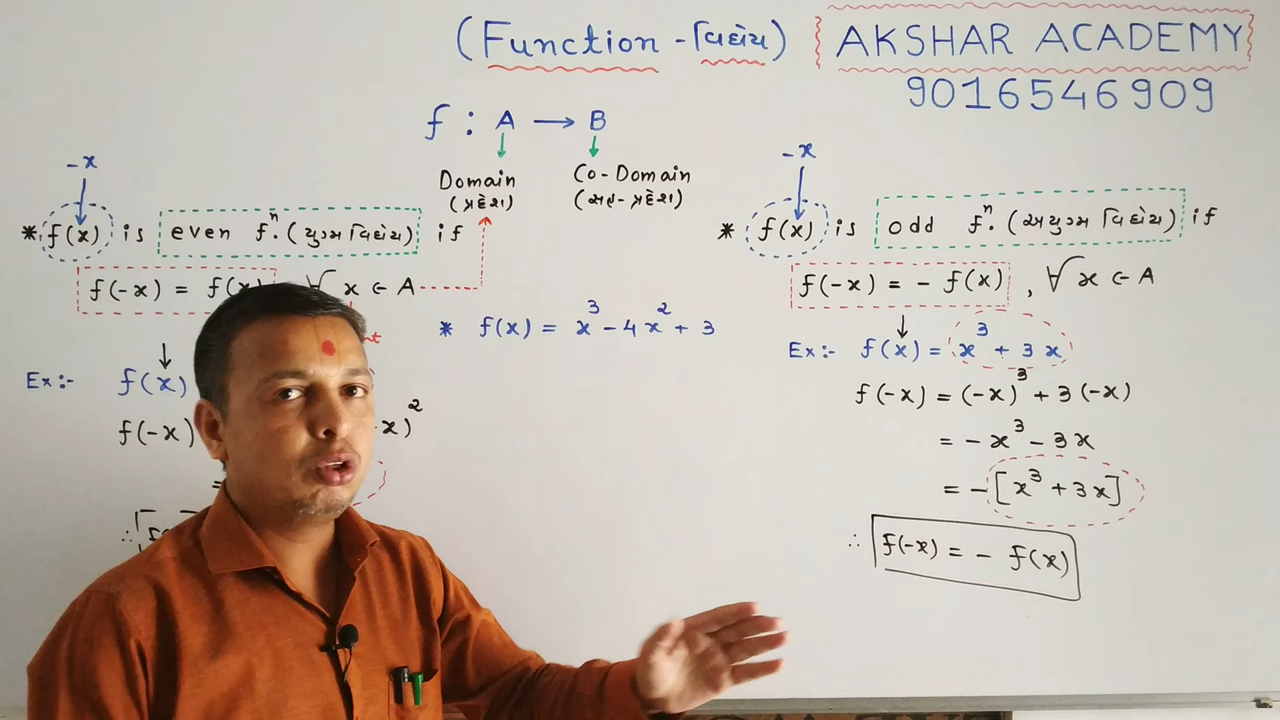 (Function - વિધેય)
AKSHAR ACADEMY
9016546909
f : A → B
Domain
(પ્રદેશ)
Co-Domain
(સહ-પ્રદેશ)
-x
* f(x) is even fⁿ. (યુગ્મ વિધેય) if
f(-x) = f(x ∀ x ∈ A
Ex:- f(x)
f(-x) x)²
∴
* f(x) = x³ - 4x² + 3
-x
* f(x) is odd fⁿ. (અયુગ્મ વિધેય) if
f(-x) = - f(x) , ∀ x ∈ A
Ex:- f(x) = x³ + 3x
f(-x) = (-x)³ + 3(-x)
= -x³ - 3x
= -[x³ + 3x]
∴ f(-x) = - f(x)